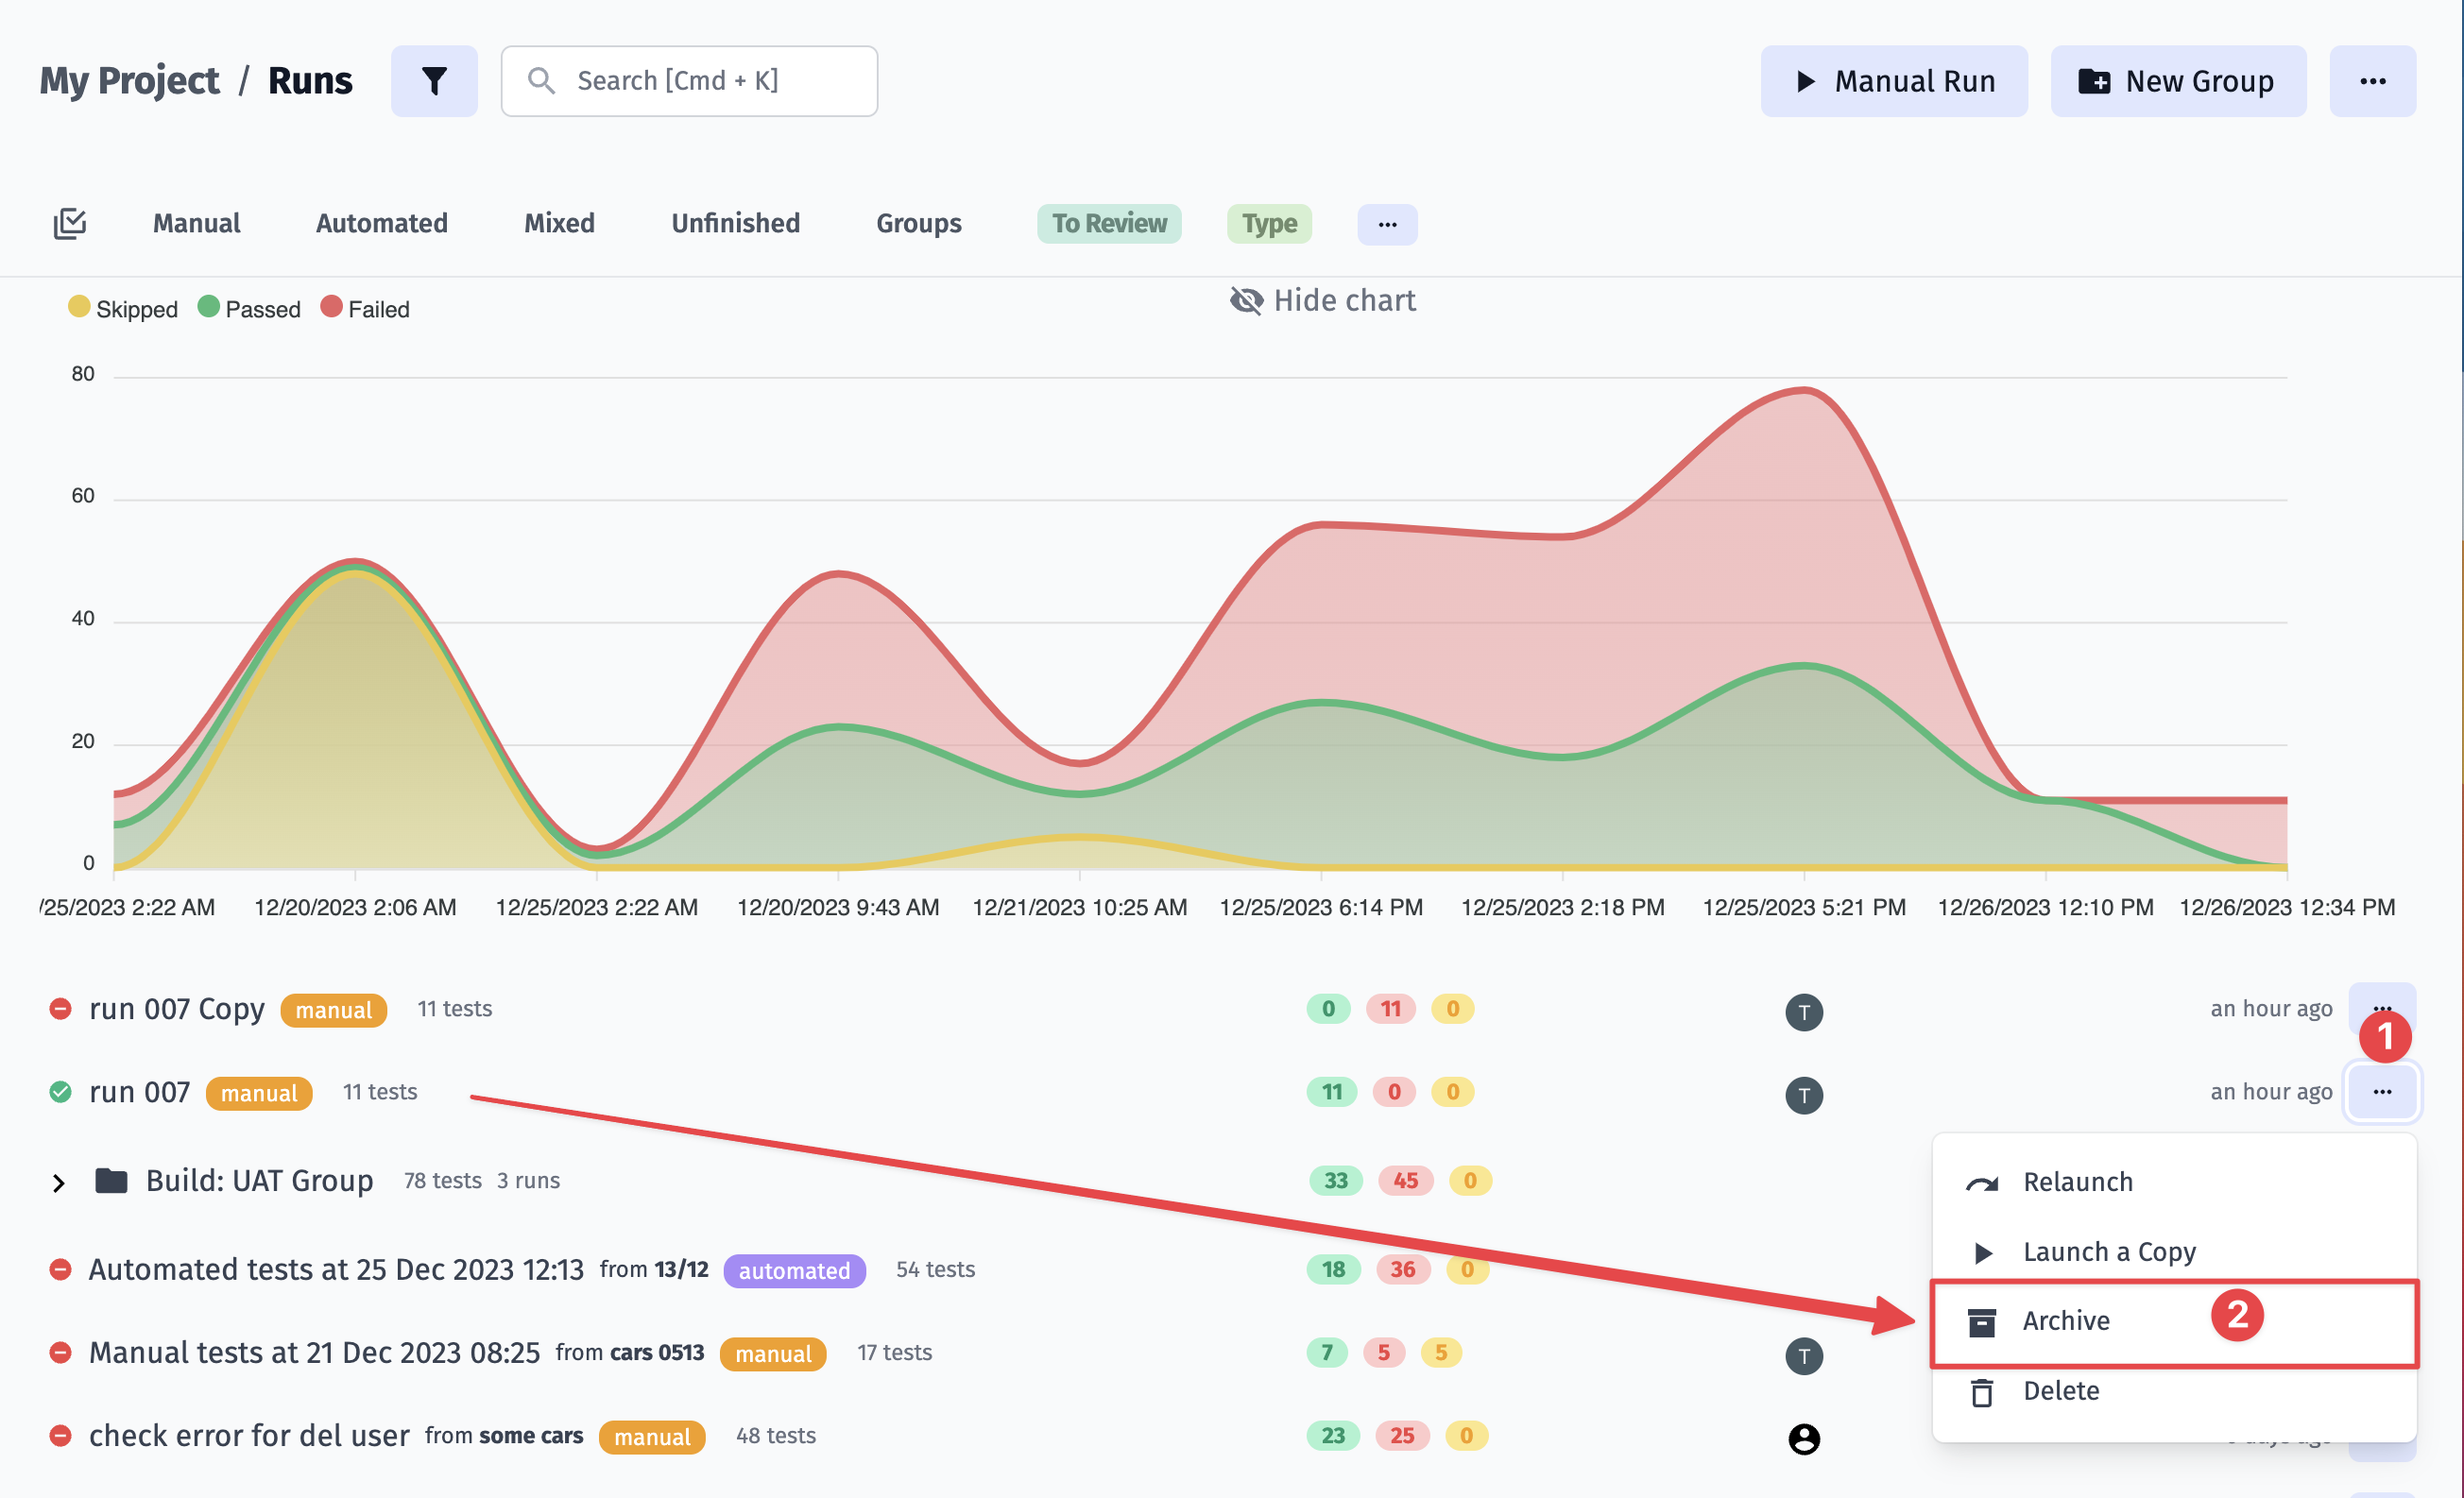 My Project / Runs
Search [Cmd + K]
Manual Run
New Group
...
Manual Automated Mixed Unfinished Groups To Review Type ...
Skipped Passed Failed
Hide chart
80
60
40
20
0
/25/2023 2:22 AM 12/20/2023 2:06 AM 12/25/2023 2:22 AM 12/20/2023 9:43 AM 12/21/2023 10:25 AM 12/25/2023 6:14 PM 12/25/2023 2:18 PM 12/25/2023 5:21 PM 12/26/2023 12:10 PM 12/26/2023 12:34 PM
run 007 Copy manual 11 tests 0 11 0 T an hour ago ...
1
run 007 manual 11 tests 11 0 0 T an hour ago ...
Build: UAT Group 78 tests 3 runs 33 45 0
Relaunch
Automated tests at 25 Dec 2023 12:13 from 13/12 automated 54 tests 18 36 0
Launch a Copy
Archive 2
Manual tests at 21 Dec 2023 08:25 from cars 0513 manual 17 tests 7 5 5 T
Delete
check error for del user from some cars manual 48 tests 23 25 0